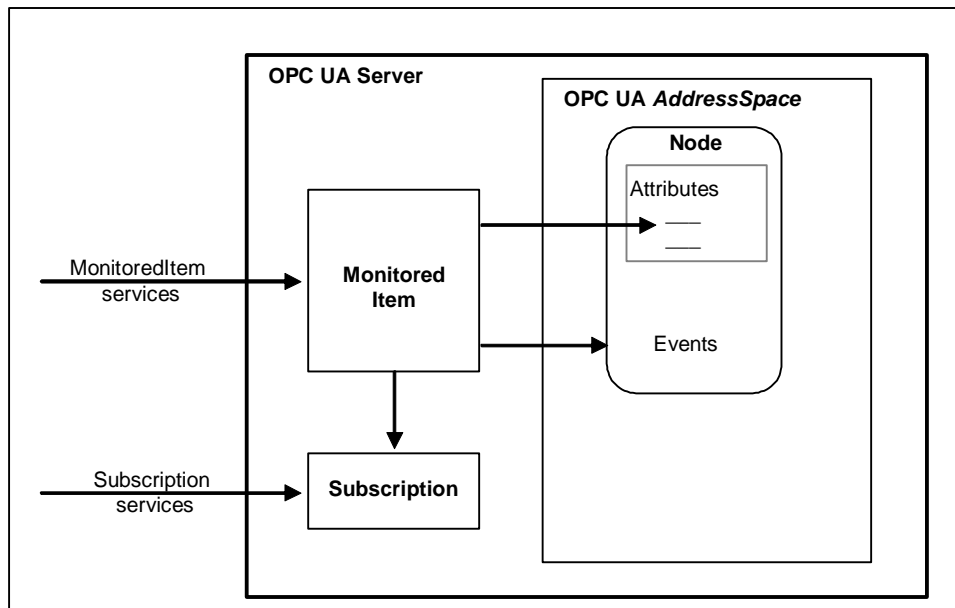 OPC UA Server
OPC UA AddressSpace
Node
Attributes
MonitoredItem
services
Monitored
Item
Events
Subscription
services
Subscription